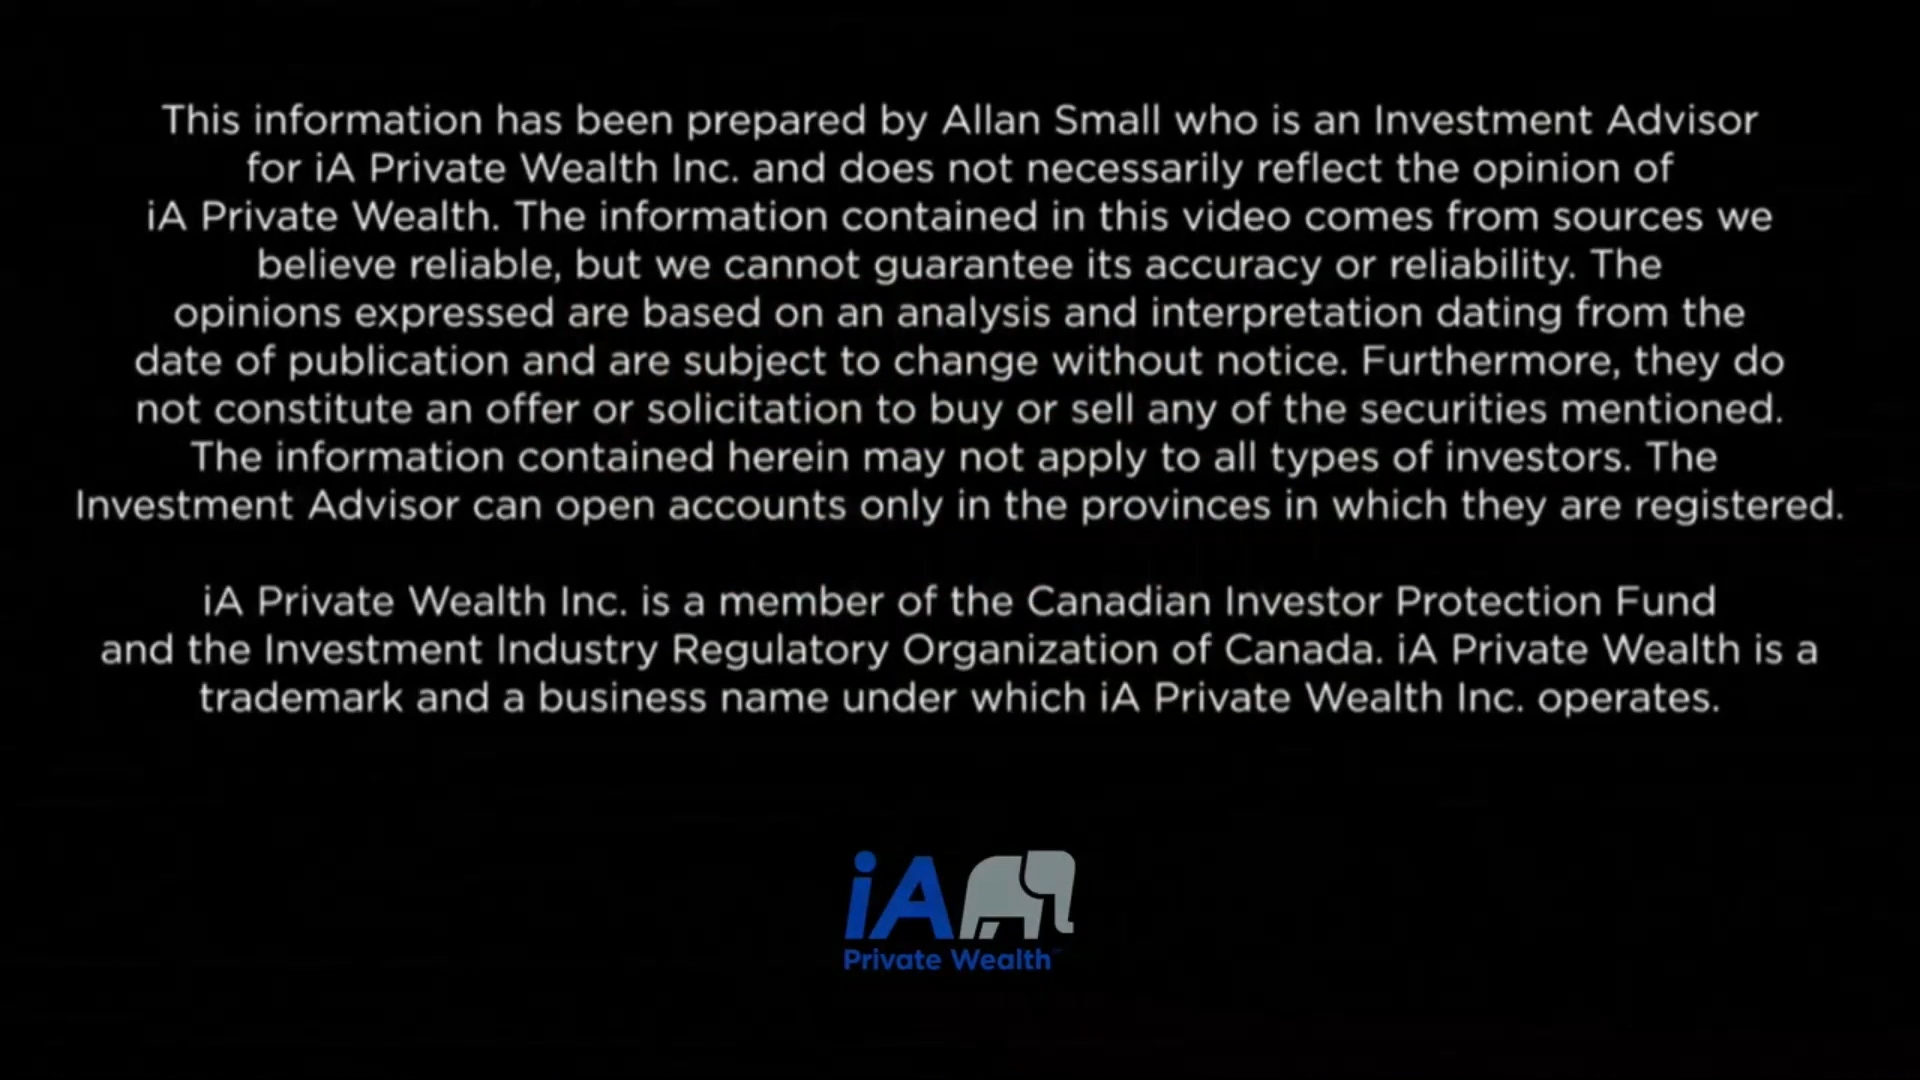 This information has been prepared by Allan Small who is an Investment Advisor
for iA Private Wealth Inc. and does not necessarily reflect the opinion of
iA Private Wealth. The information contained in this video comes from sources we
believe reliable, but we cannot guarantee its accuracy or reliability. The
opinions expressed are based on an analysis and interpretation dating from the
date of publication and are subject to change without notice. Furthermore, they do
not constitute an offer or solicitation to buy or sell any of the securities mentioned.
The information contained herein may not apply to all types of investors. The
Investment Advisor can open accounts only in the provinces in which they are registered.
iA Private Wealth Inc. is a member of the Canadian Investor Protection Fund
and the Investment Industry Regulatory Organization of Canada. iA Private Wealth is a
trademark and a business name under which iA Private Wealth Inc. operates.
iA
Private Wealth